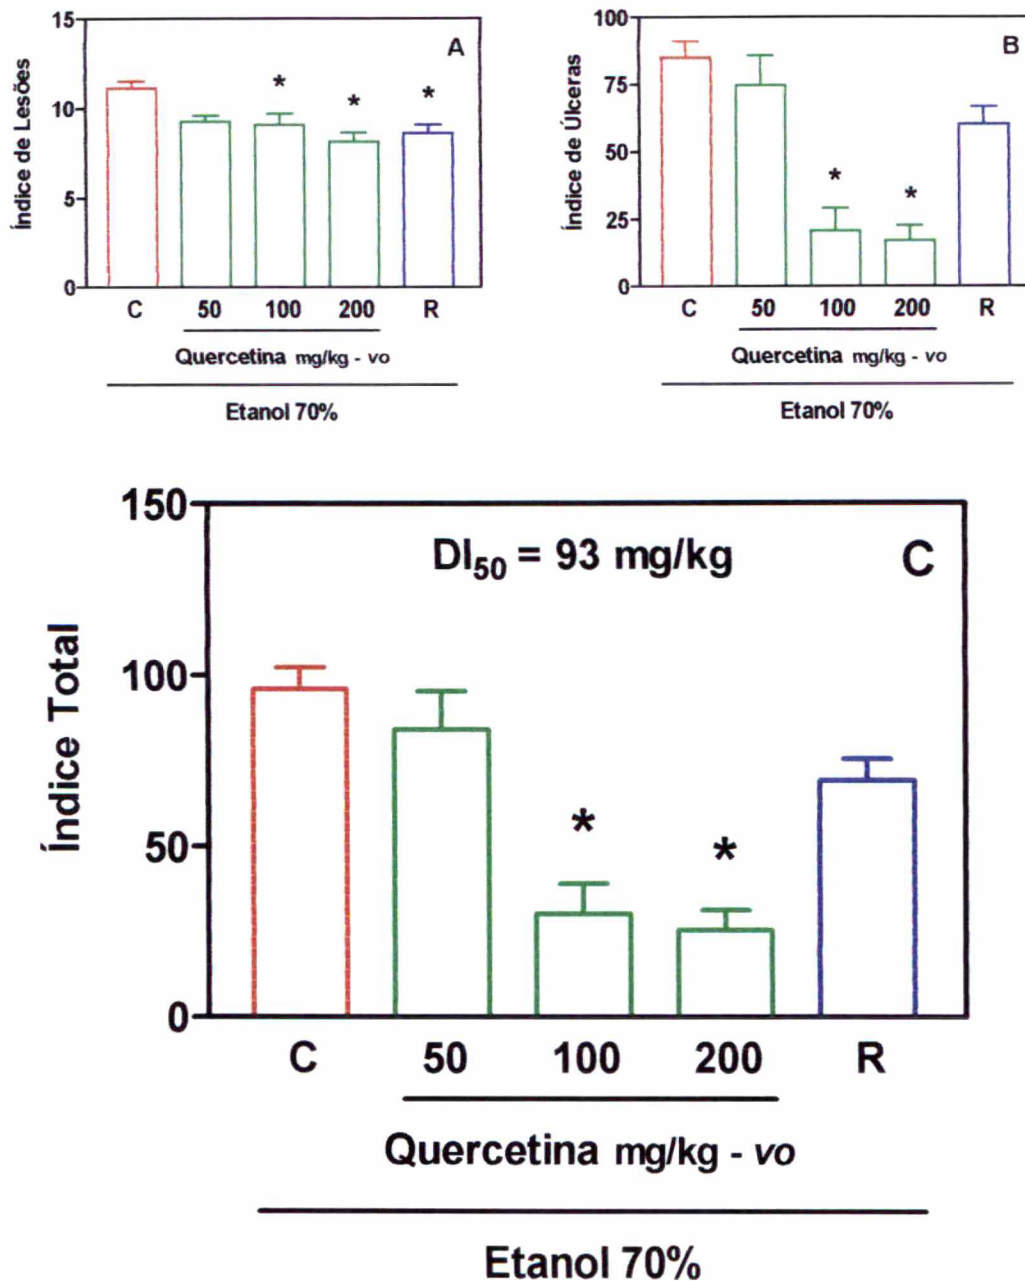 A
Índice de Lesões
15
10
5
0
* * *
C 50 100 200 R
Quercetina mg/kg - vo
Etanol 70%
B
Índice de Úlceras
100
75
50
25
0
* *
C 50 100 200 R
Quercetina mg/kg - vo
Etanol 70%
DI50 = 93 mg/kg
C
Índice Total
150
100
50
0
* *
C 50 100 200 R
Quercetina mg/kg - vo
Etanol 70%